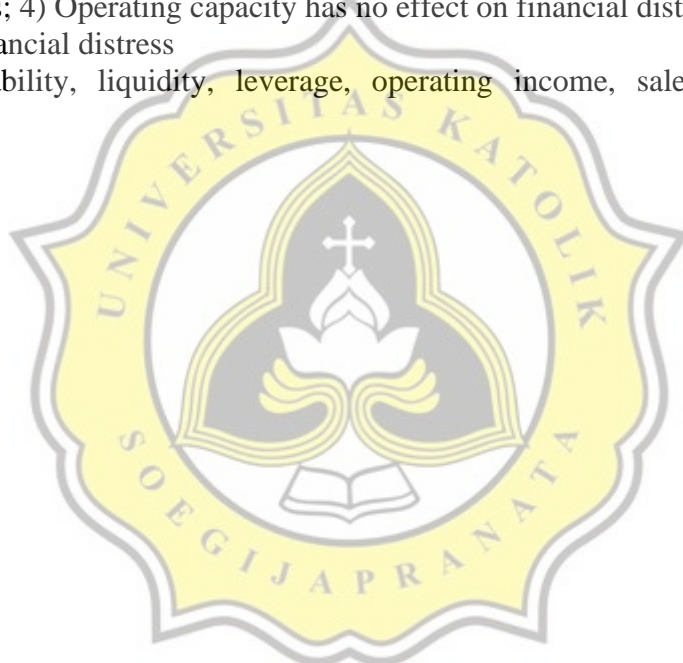 s; 4) Operating capacity has no effect on financial dist
ancial distress
ability, liquidity, leverage, operating income, sale
UNIVERSITAS KATOLIK
SOEGIJAPRANATA